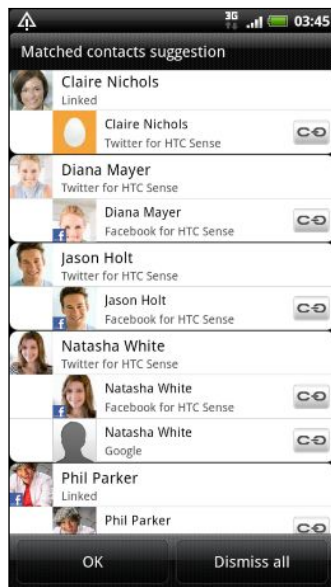 3G
03:45
Matched contacts suggestion
Claire Nichols
Linked
Claire Nichols
Twitter for HTC Sense
Diana Mayer
Twitter for HTC Sense
Diana Mayer
Facebook for HTC Sense
Jason Holt
Twitter for HTC Sense
Jason Holt
Facebook for HTC Sense
Natasha White
Twitter for HTC Sense
Natasha White
Facebook for HTC Sense
Natasha White
Google
Phil Parker
Linked
Phil Parker
OK
Dismiss all